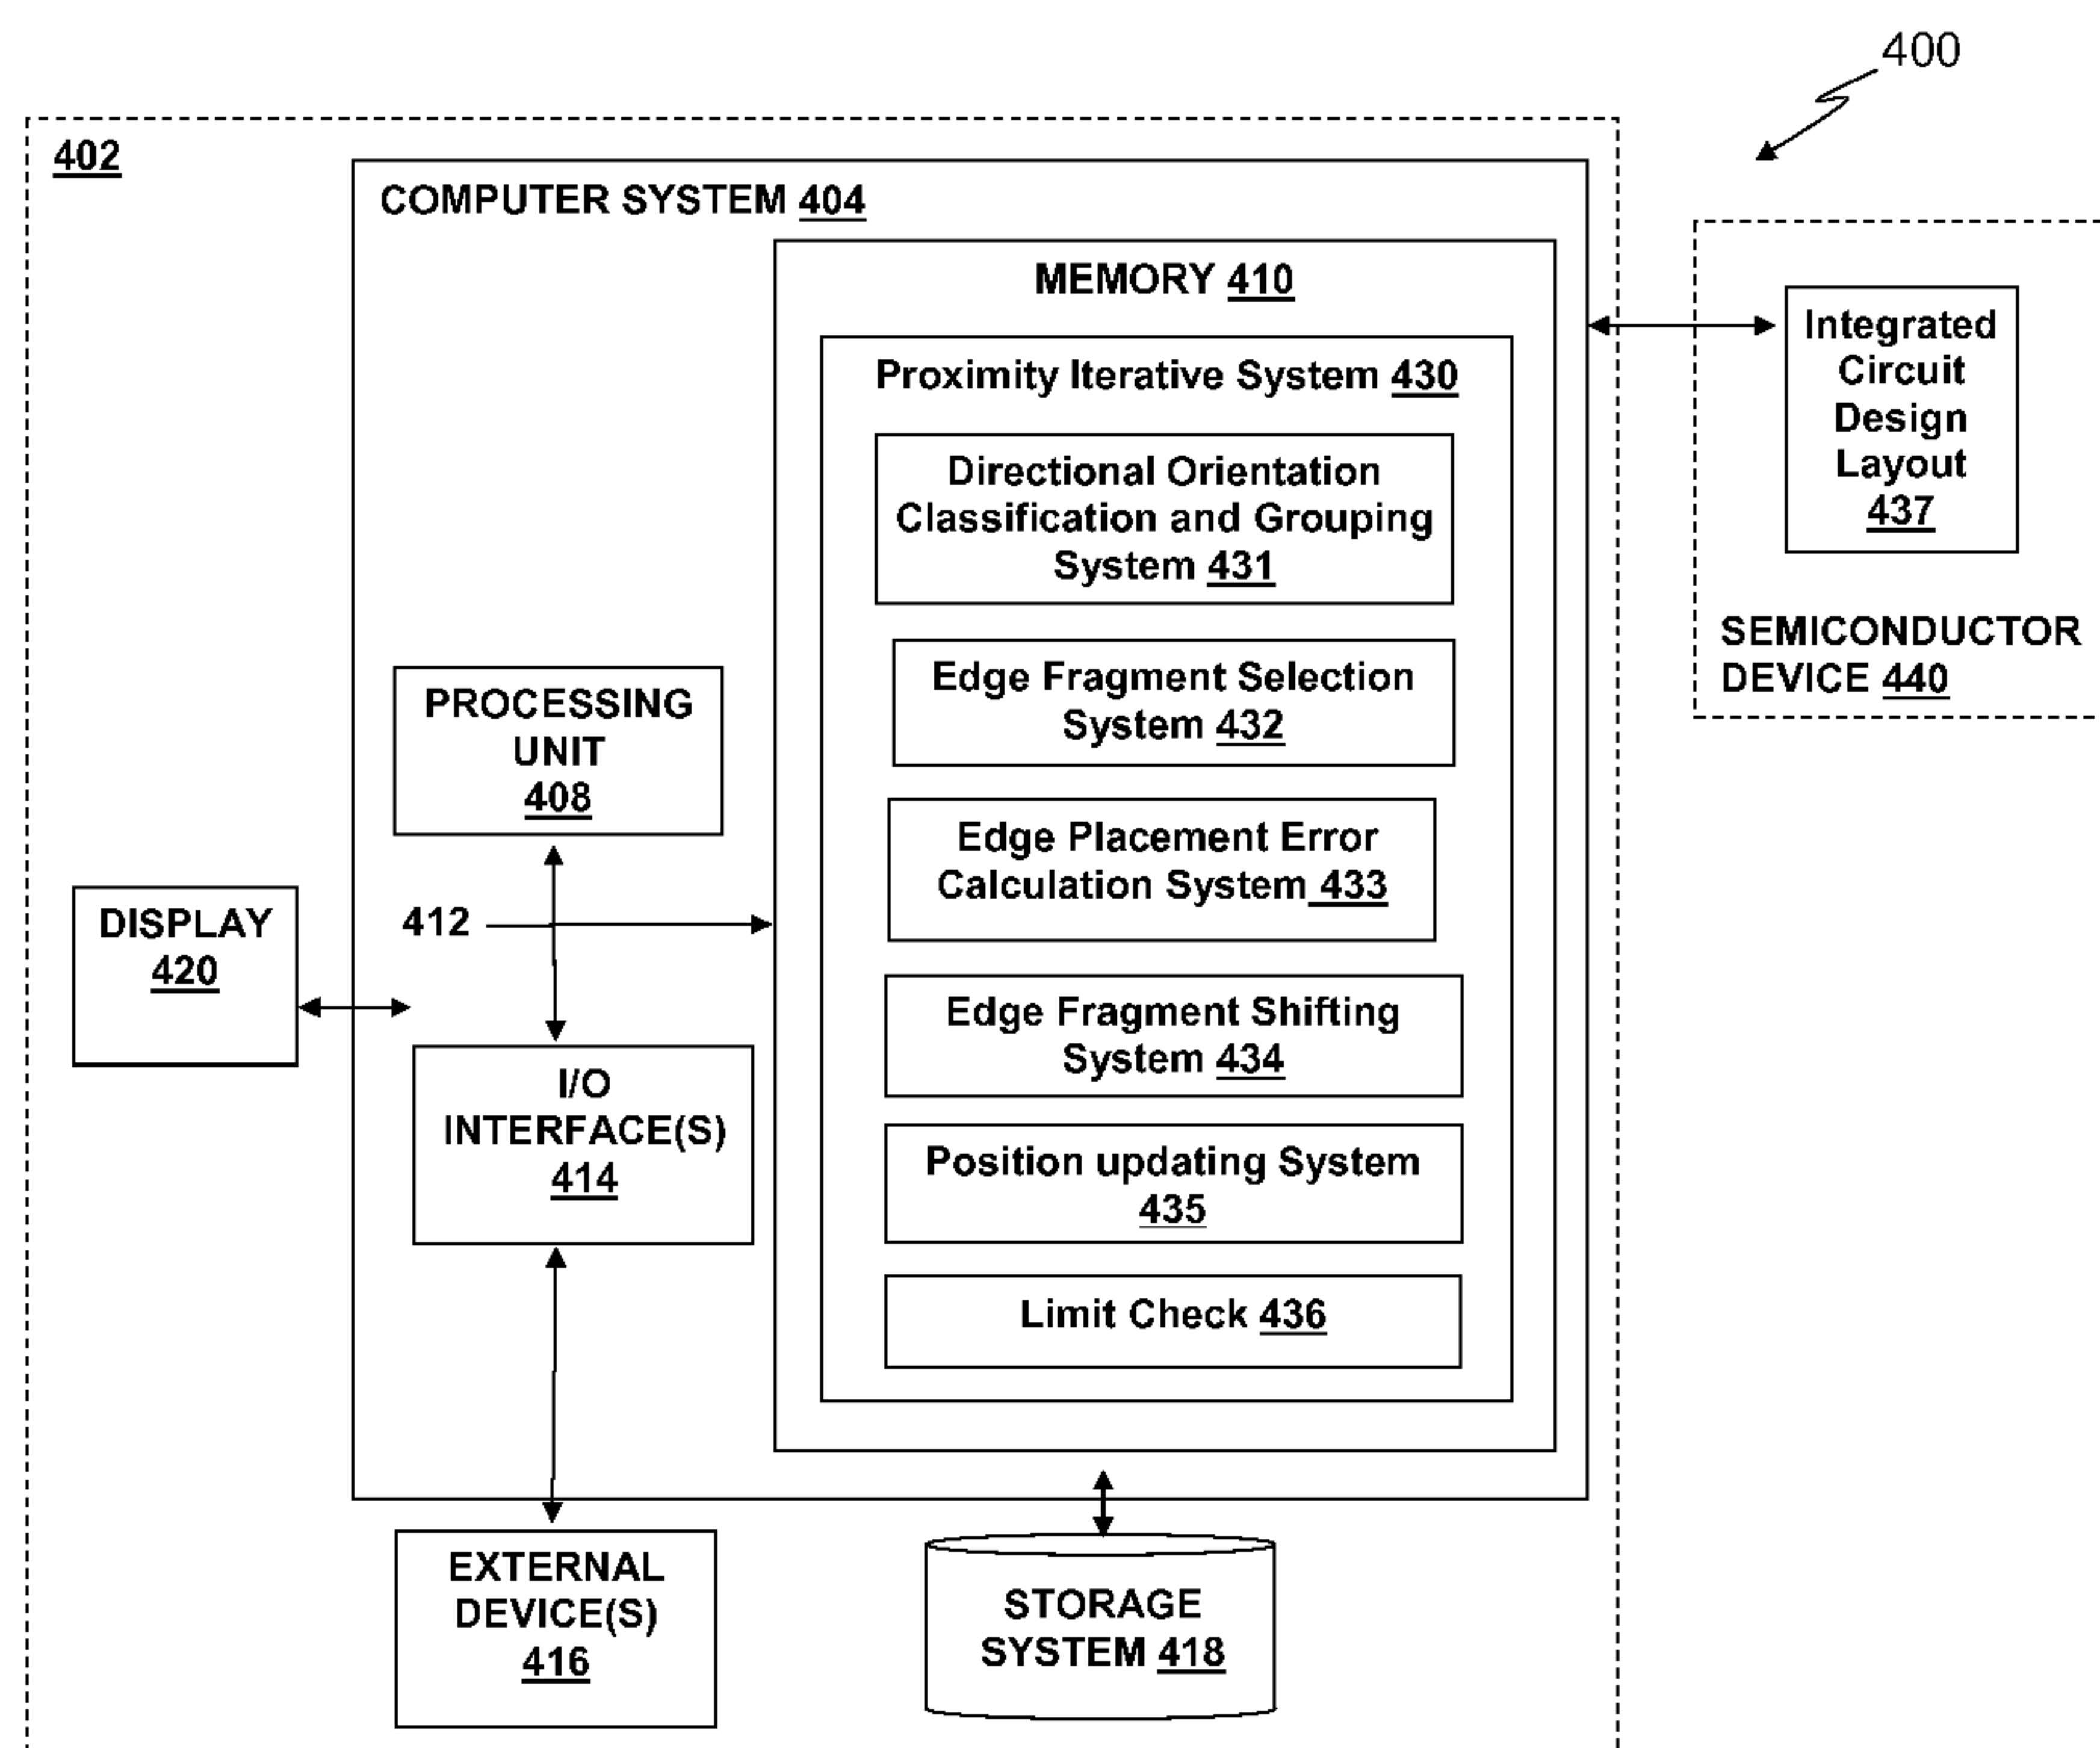 400
402
COMPUTER SYSTEM 404
MEMORY 410
Proximity Iterative System 430
Directional Orientation
Classification and Grouping
System 431
Edge Fragment Selection
System 432
Edge Placement Error
Calculation System 433
Edge Fragment Shifting
System 434
Position updating System
435
Limit Check 436
PROCESSING
UNIT
408
412
I/O
INTERFACE(S)
414
DISPLAY
420
EXTERNAL
DEVICE(S)
416
STORAGE
SYSTEM 418
Integrated
Circuit
Design
Layout
437
SEMICONDUCTOR
DEVICE 440